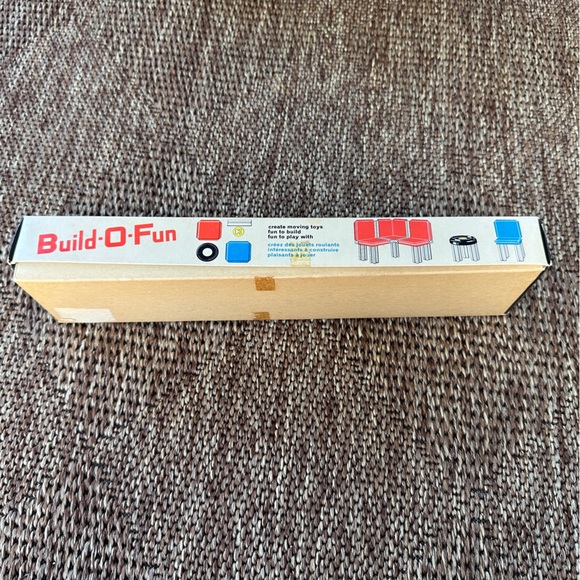 Build-O-Fun
create moving toys
fun to build
fun to play with
créez des jouets roulants
intéressants à construire
plaisants à jouer